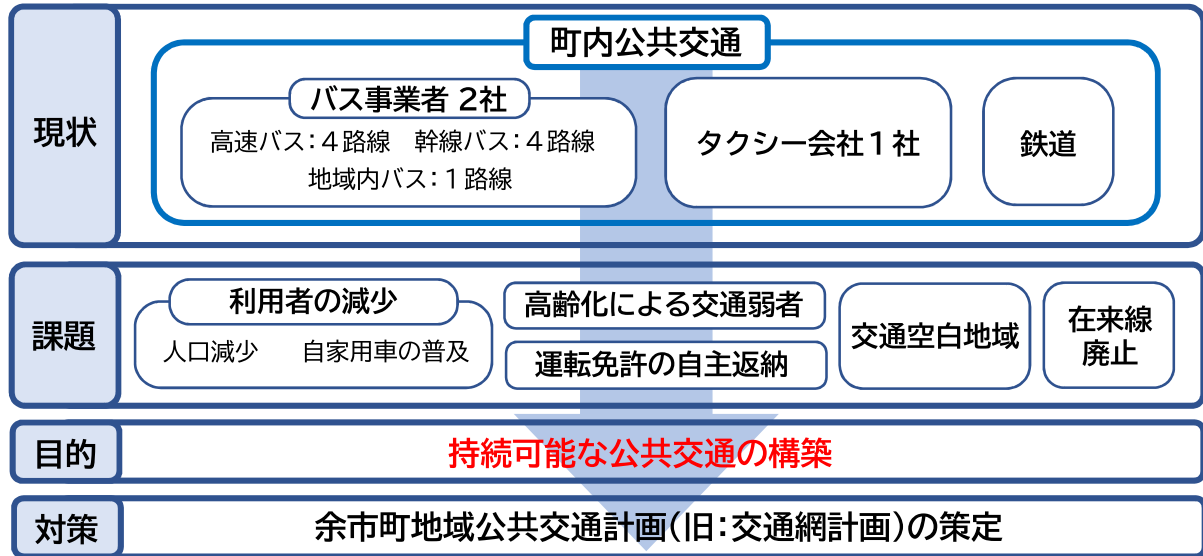 現状
町内公共交通
バス事業者 2社
高速バス：４路線　幹線バス：４路線
地域内バス：１路線
タクシー会社１社
鉄道
課題
利用者の減少
人口減少　自家用車の普及
高齢化による交通弱者
運転免許の自主返納
交通空白地域
在来線
廃止
目的
持続可能な公共交通の構築
対策
余市町地域公共交通計画(旧：交通網計画)の策定